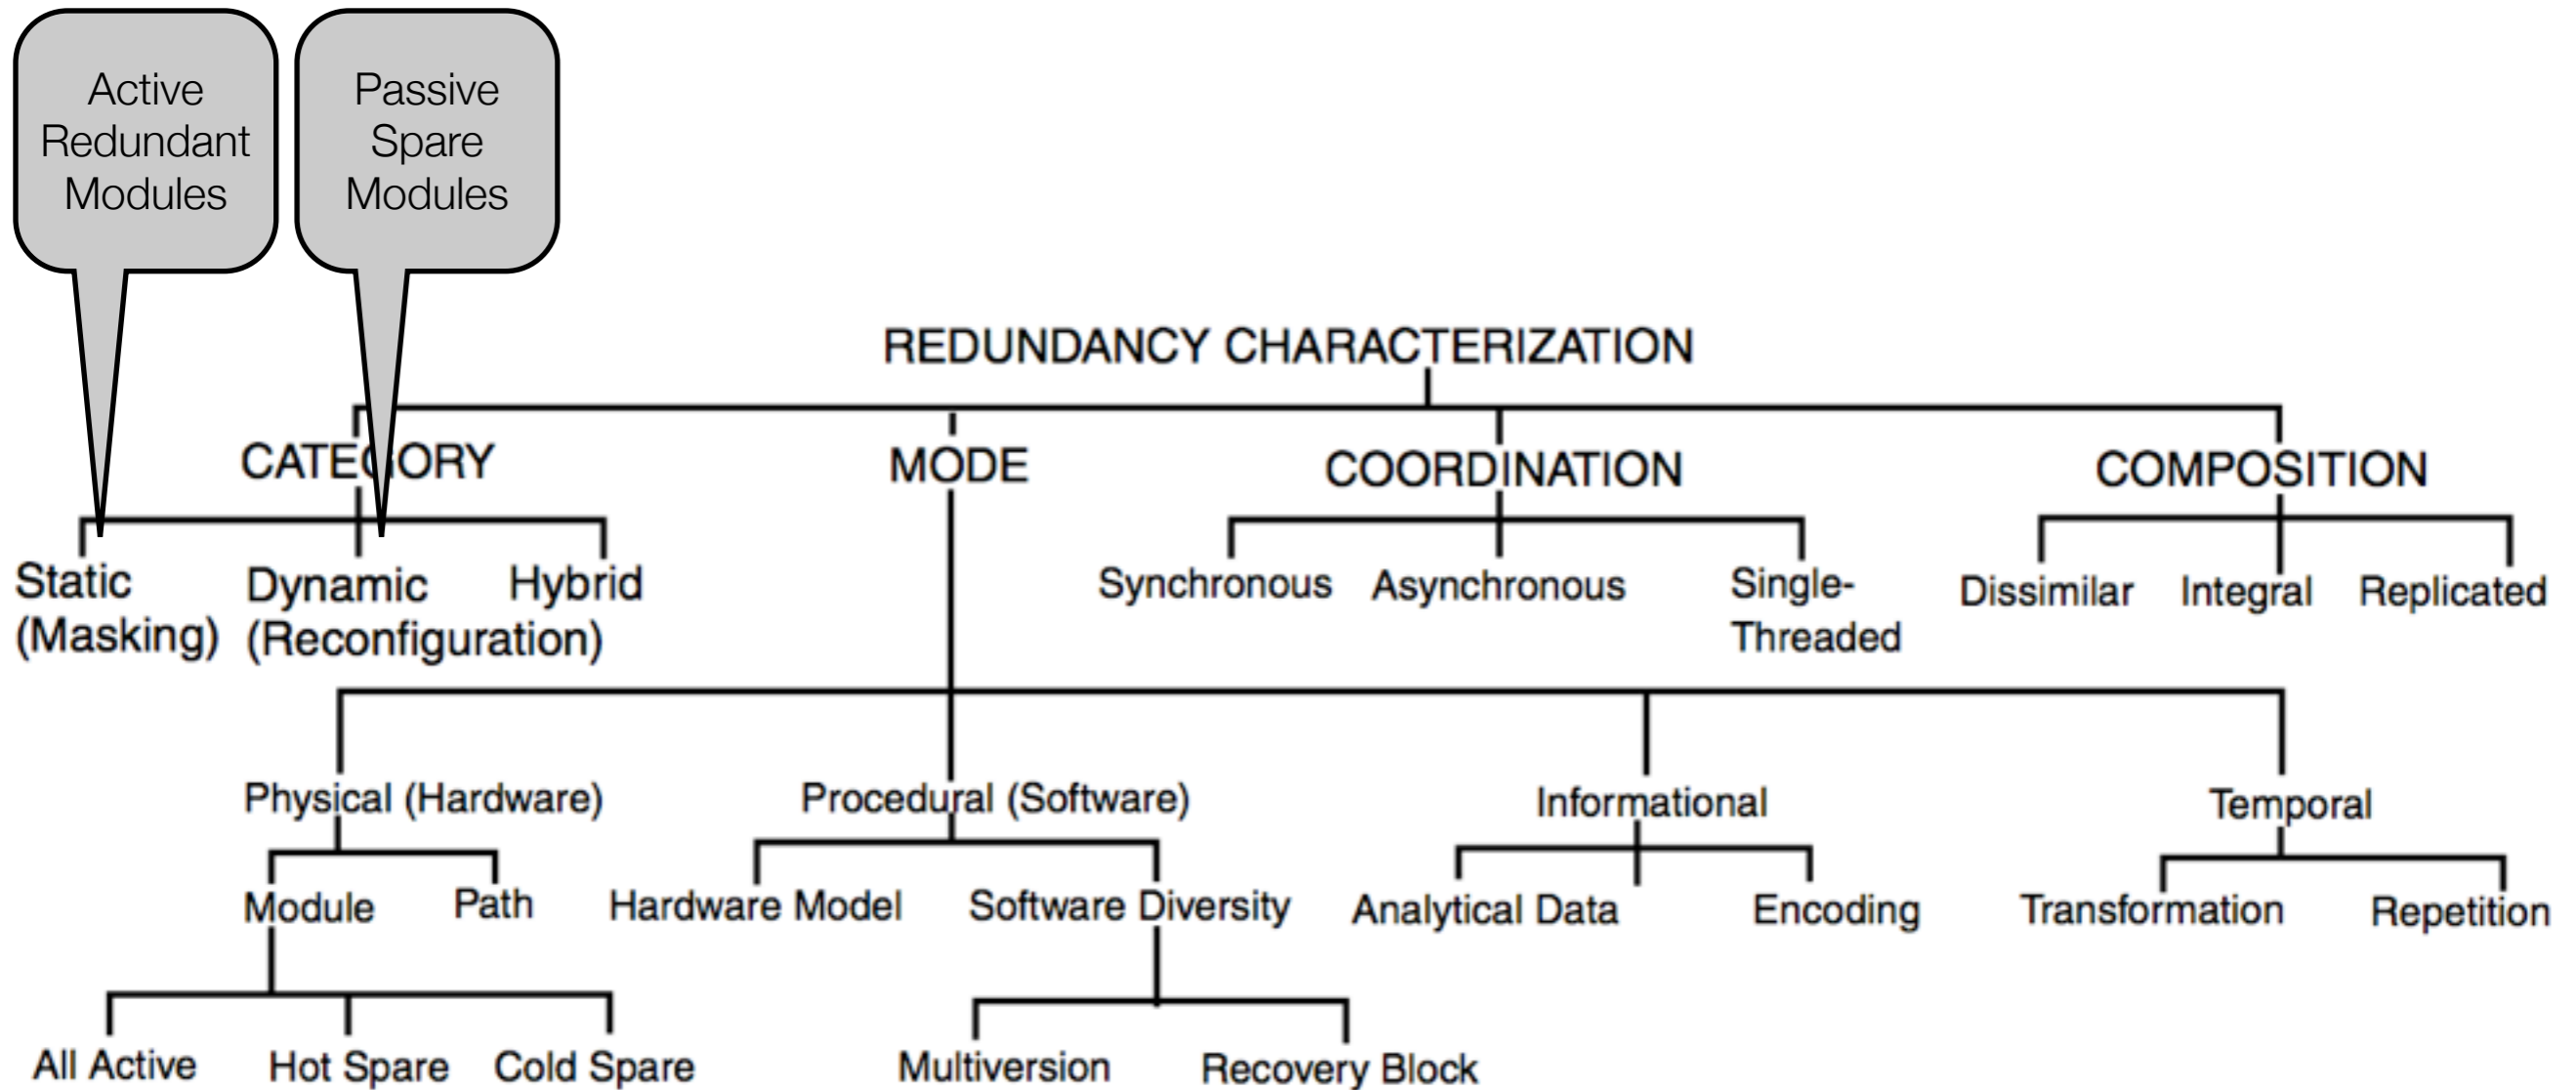 Active
Redundant
Modules
Passive
Spare
Modules
REDUNDANCY CHARACTERIZATION
CATEGORY
MODE
COORDINATION
COMPOSITION
Static
(Masking)
Dynamic
(Reconfiguration)
Hybrid
Synchronous
Asynchronous
Single-
Threaded
Dissimilar
Integral
Replicated
Physical (Hardware)
Procedural (Software)
Informational
Temporal
Module
Path
Hardware Model
Software Diversity
Analytical Data
Encoding
Transformation
Repetition
All Active
Hot Spare
Cold Spare
Multiversion
Recovery Block